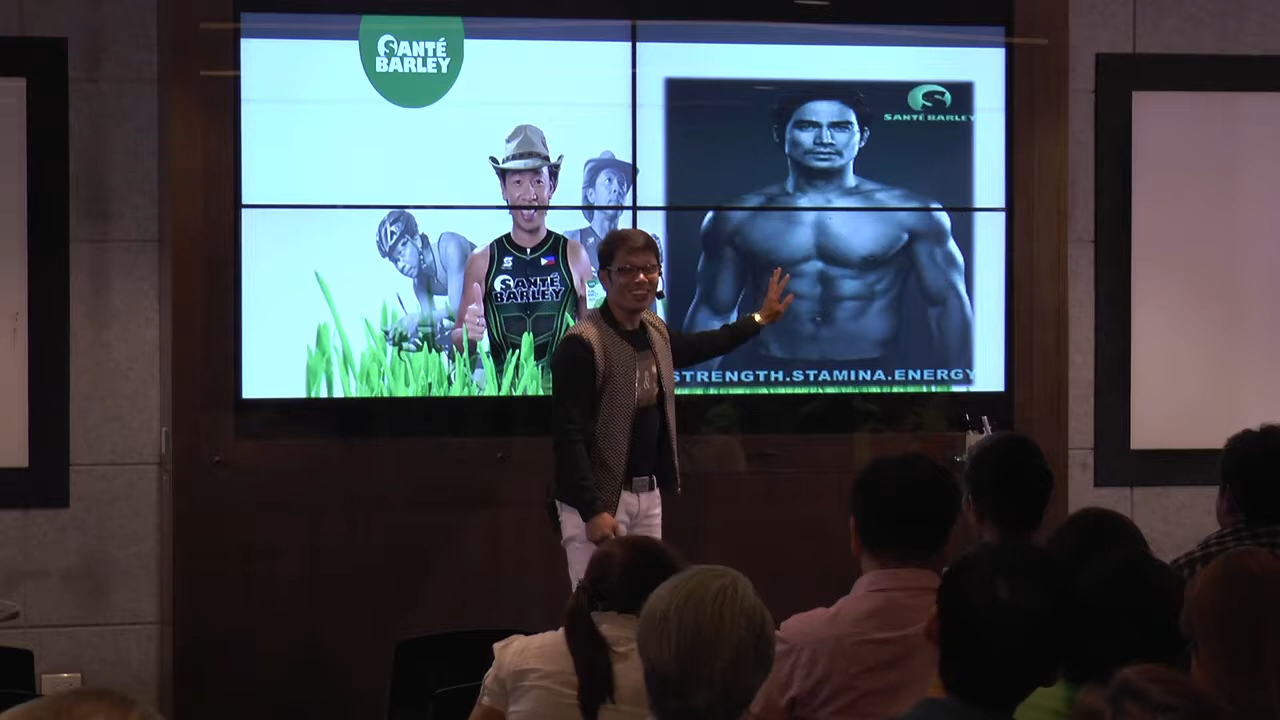 SANTÉ
BARLEY
SANTÉ BARLEY
SANTÉ
BARLEY
&
STRENGTH.STAMINA.ENERGY